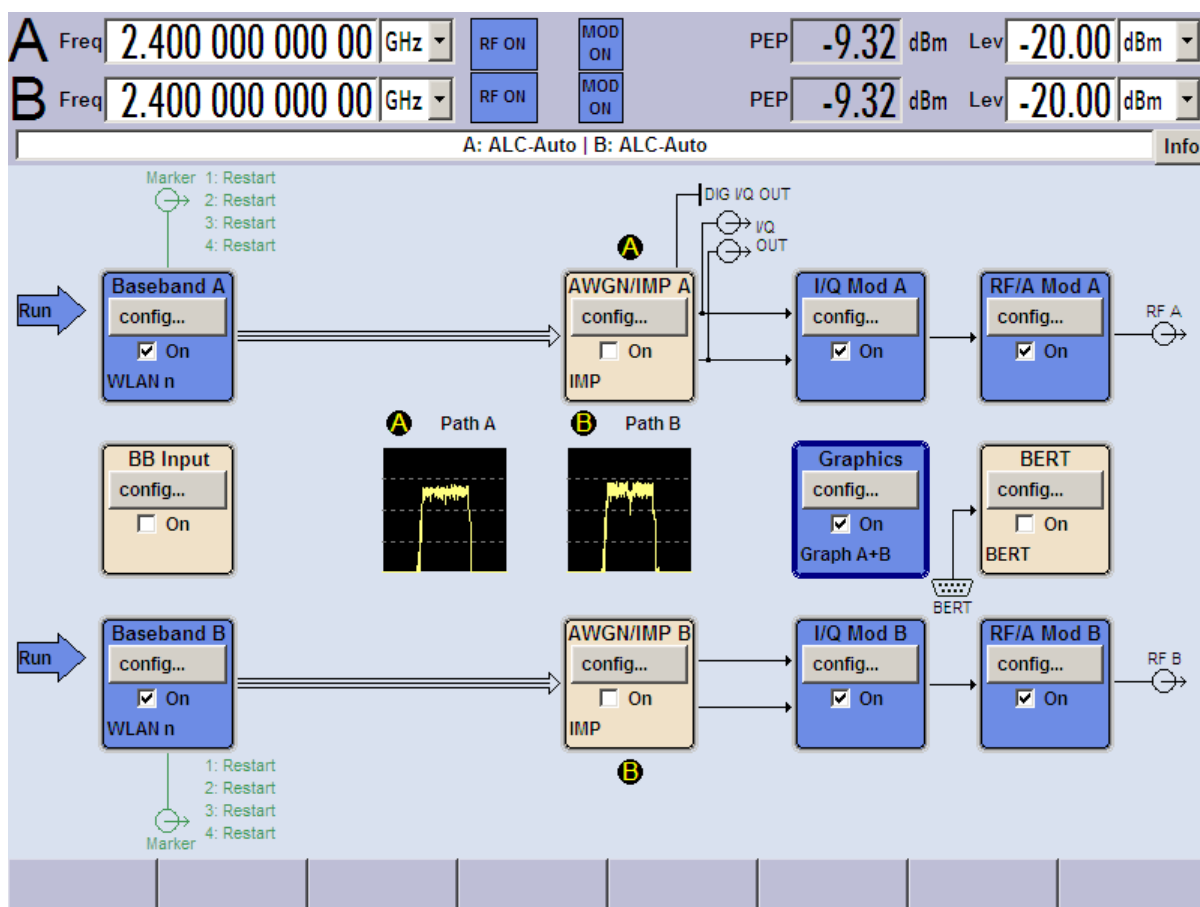 A Freq 2.400 000 000 00 GHz RF ON MOD ON PEP -9.32 dBm Lev -20.00 dBm
B Freq 2.400 000 000 00 GHz RF ON MOD ON PEP -9.32 dBm Lev -20.00 dBm
A: ALC-Auto | B: ALC-Auto Info
Marker 1: Restart
2: Restart
3: Restart
4: Restart
DIG I/Q OUT
I/Q
OUT
A
Run
Baseband A
config...
On
WLAN n
AWGN/IMP A
config...
On
IMP
I/Q Mod A
config...
On
RF/A Mod A
config...
On
RF A
BB Input
config...
On
A Path A
B Path B
Graphics
config...
On
Graph A+B
BERT
config...
On
BERT
BERT
Run
Baseband B
config...
On
WLAN n
AWGN/IMP B
config...
On
IMP
I/Q Mod B
config...
On
RF/A Mod B
config...
On
RF B
B
1: Restart
2: Restart
3: Restart
4: Restart
Marker